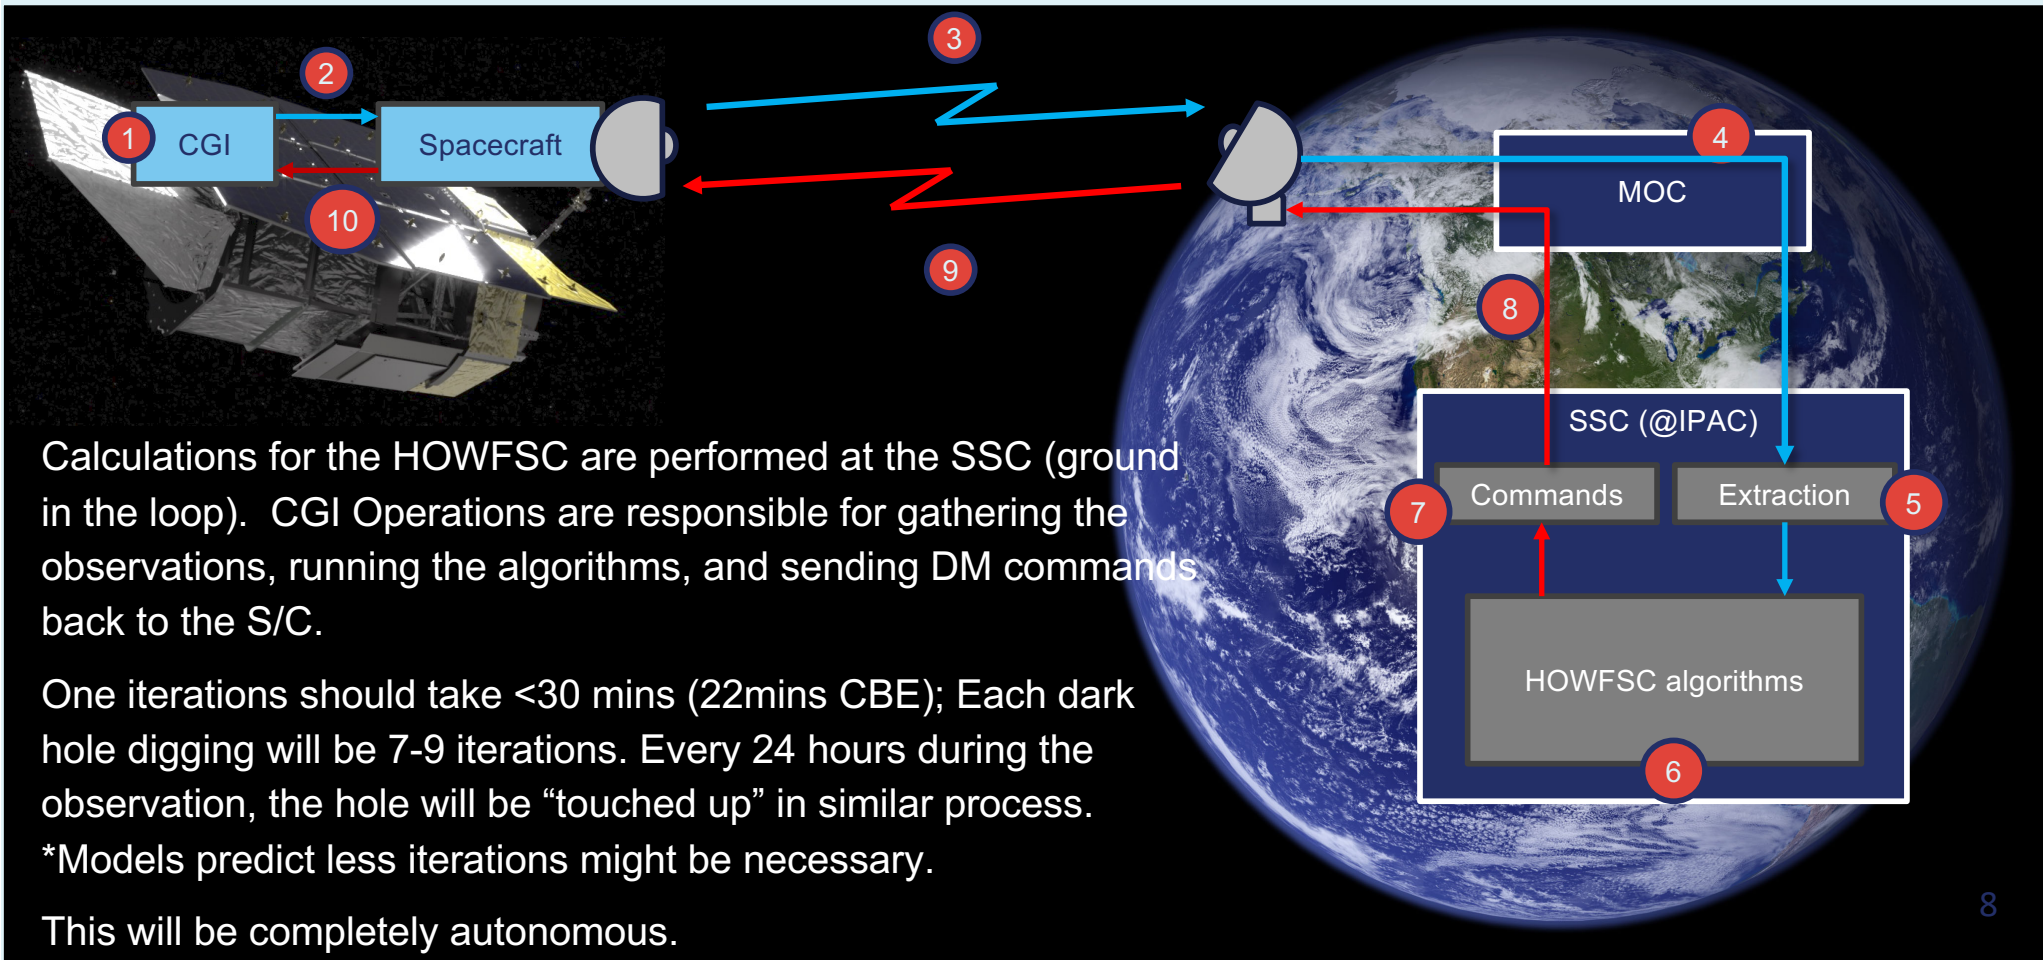 3
2
4
1
CGI
Spacecraft
MOC
10
9
8
SSC (@IPAC)
Commands
Extraction
7
5
HOWFSC algorithms
6
Calculations for the HOWFSC are performed at the SSC (ground
in the loop).  CGI Operations are responsible for gathering the
observations, running the algorithms, and sending DM commands
back to the S/C.
One iterations should take <30 mins (22mins CBE); Each dark
hole digging will be 7-9 iterations. Every 24 hours during the
observation, the hole will be “touched up” in similar process.
*Models predict less iterations might be necessary.
This will be completely autonomous.
8